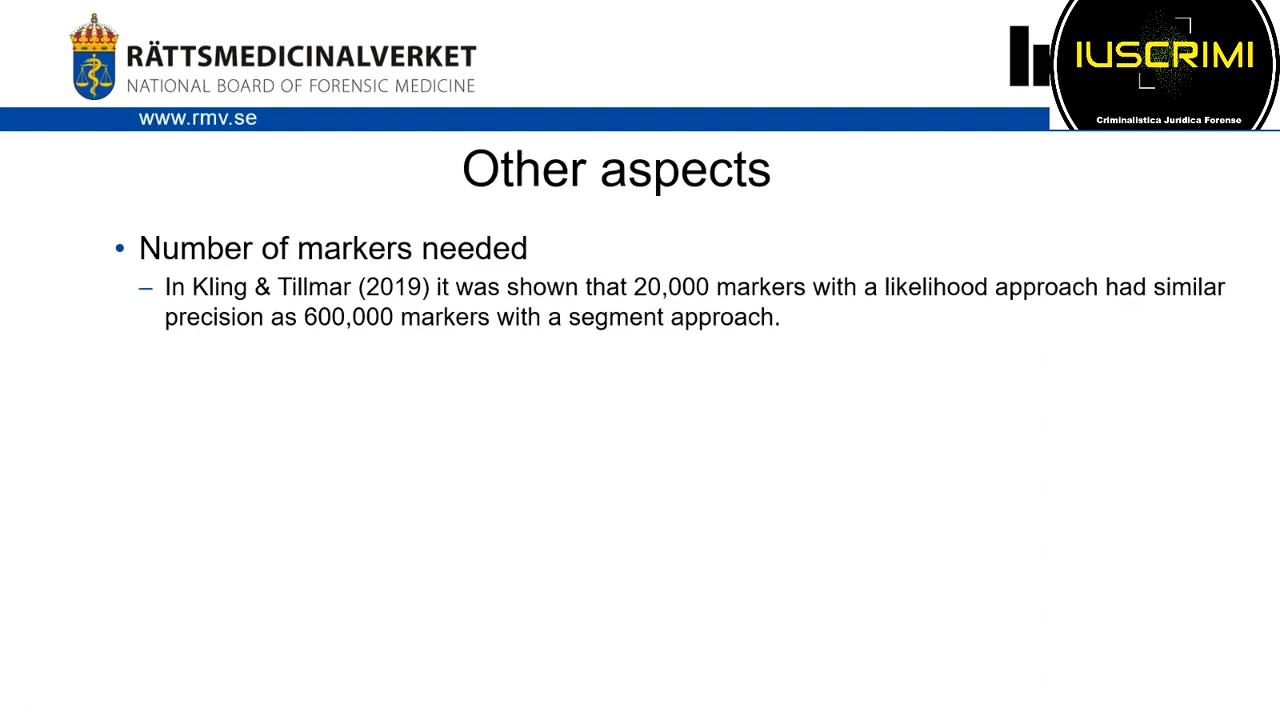 RÄTTSMEDICINALVERKET
NATIONAL BOARD OF FORENSIC MEDICINE
IUSCRIMI
Criminalistica Jurídica Forense
www.rmv.se
Other aspects
• Number of markers needed
– In Kling & Tillmar (2019) it was shown that 20,000 markers with a likelihood approach had similar
precision as 600,000 markers with a segment approach.